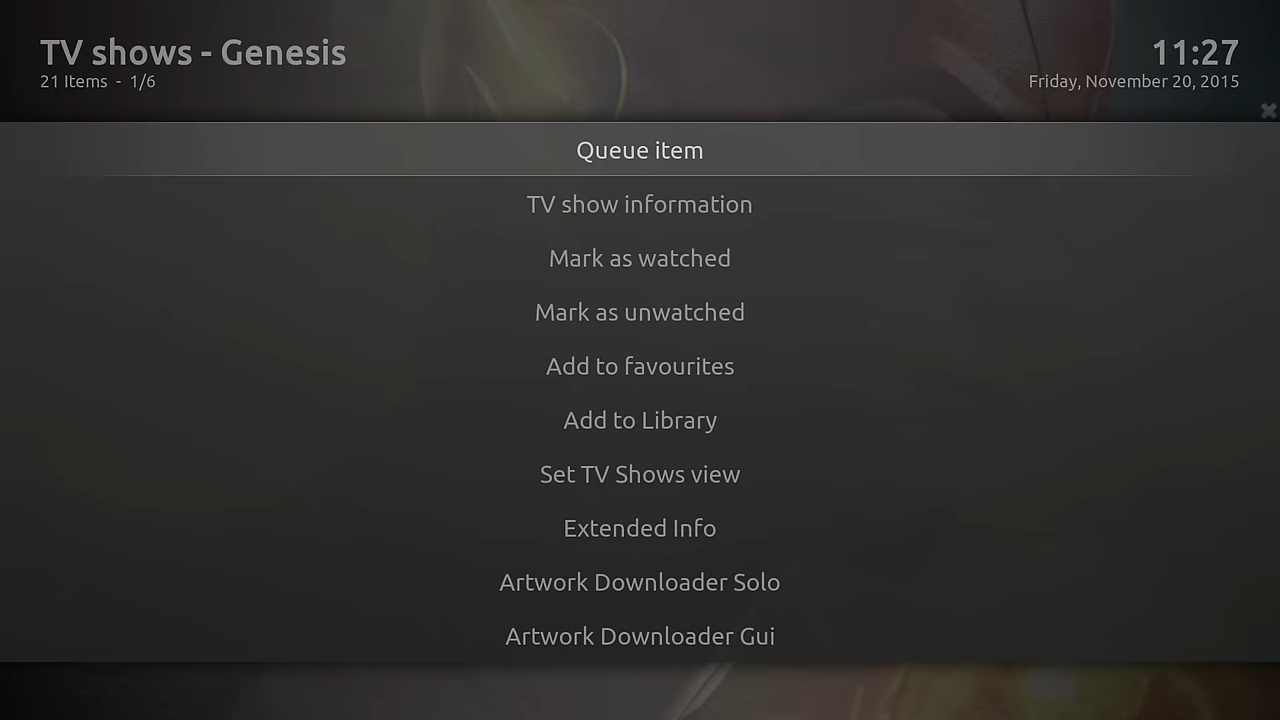 TV shows - Genesis
21 Items - 1/6
11:27
Friday, November 20, 2015
Queue item
TV show information
Mark as watched
Mark as unwatched
Add to favourites
Add to Library
Set TV Shows view
Extended Info
Artwork Downloader Solo
Artwork Downloader Gui